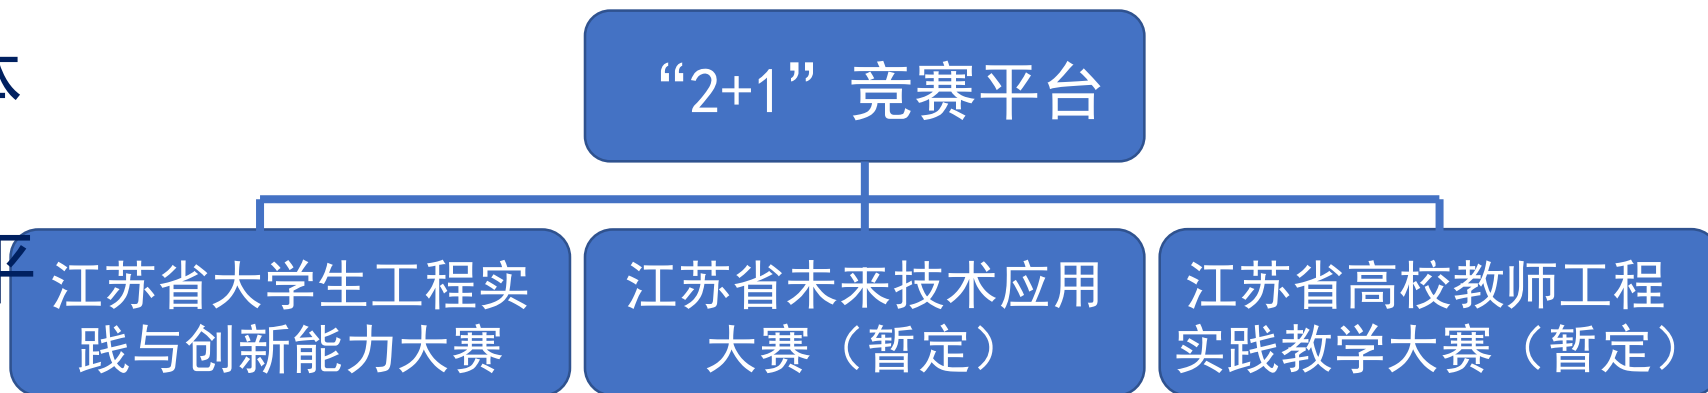 “2+1”竞赛平台
江苏省大学生工程实
践与创新能力大赛
江苏省未来技术应用
大赛（暂定）
江苏省高校教师工程
实践教学大赛（暂定）